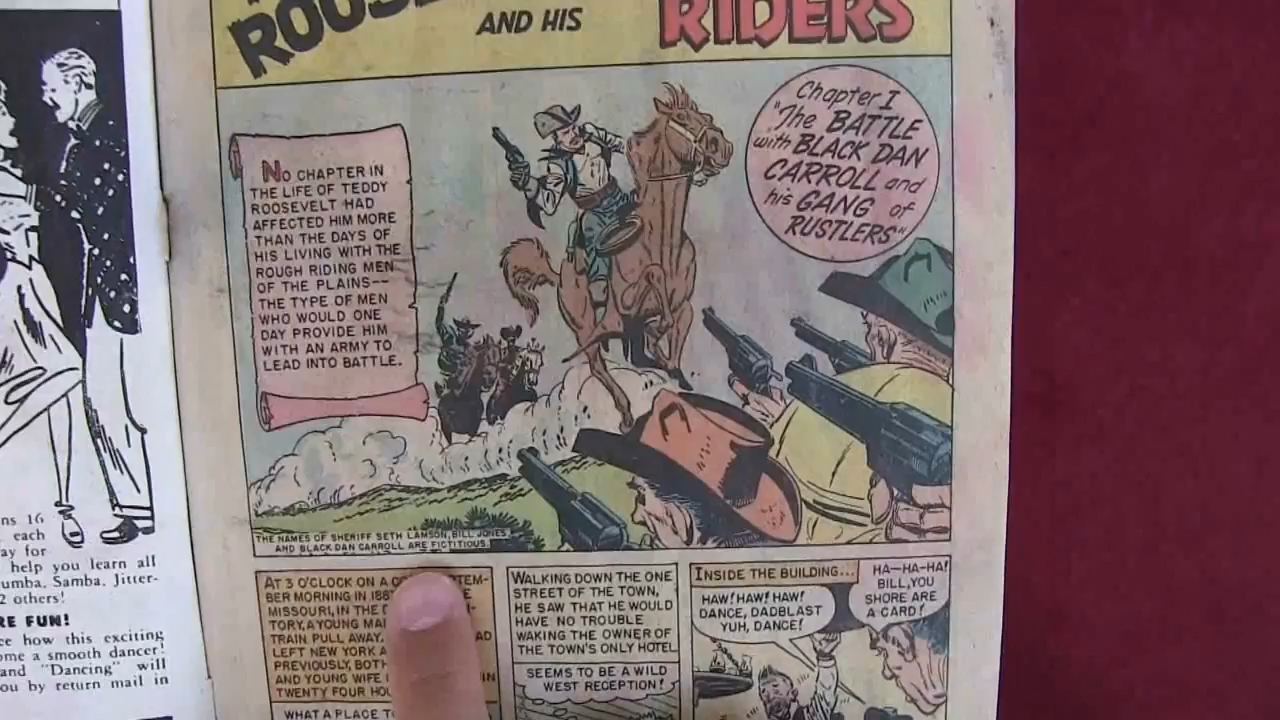 ROOSE
AND HIS
RIDERS
Chapter I
"The BATTLE
with BLACK DAN
CARROLL and
his GANG of
RUSTLERS"
NO CHAPTER IN
THE LIFE OF TEDDY
ROOSEVELT HAD
AFFECTED HIM MORE
THAN THE DAYS OF
HIS LIVING WITH THE
ROUGH RIDING MEN
OF THE PLAINS--
THE TYPE OF MEN
WHO WOULD ONE
DAY PROVIDE HIM
WITH AN ARMY TO
LEAD INTO BATTLE.
THE NAMES OF SHERIFF SETH LAMSON, BILL JONES
AND BLACK DAN CARROLL ARE FICTITIOUS.
AT 3 O'CLOCK ON A TEM-
BER MORNING IN 188
MISSOURI, IN THE
TORY, A YOUNG
TRAIN PULL AWAY.
LEFT NEW YORK
PREVIOUSLY, BOTH
AND YOUNG WIFE IN
TWENTY FOUR
WHAT A PLACE
WALKING DOWN THE ONE
STREET OF THE TOWN,
HE SAW THAT HE WOULD
HAVE NO TROUBLE
WAKING THE OWNER OF
THE TOWN'S ONLY HOTEL
SEEMS TO BE A WILD
WEST RECEPTION!
INSIDE THE BUILDING...
HAW! HAW! HAW!
DANCE, DADBLAST
YUH, DANCE!
HA-HA-HA!
BILL, YOU
SHORE ARE
A CARD!
ns 16
each
ay for
help you learn all
umba, Samba, Jitter-
2 others!
RE FUN!
ee how this exciting
ome a smooth dancer!
and "Dancing" will
ou by return mail in